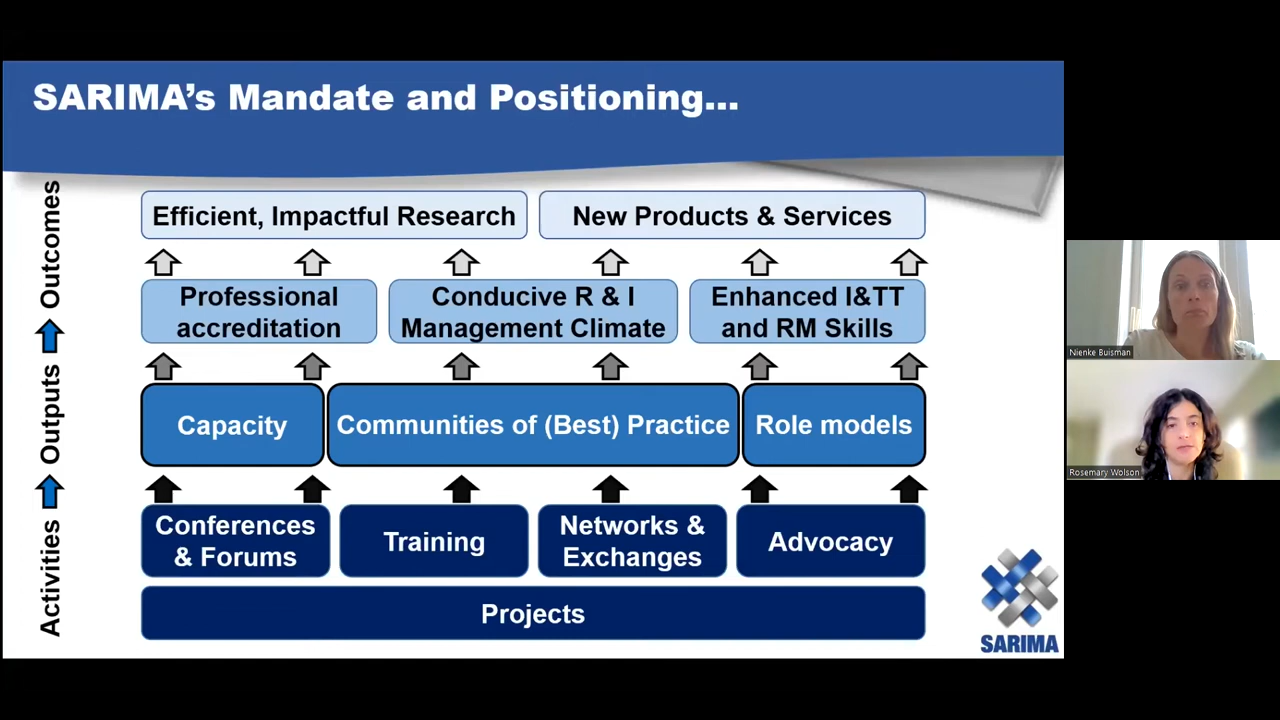 SARIMA’s Mandate and Positioning...
Outcomes
Efficient, Impactful Research
New Products & Services
Professional
accreditation
Conducive R & I
Management Climate
Enhanced I&TT
and RM Skills
Outputs
Capacity
Communities of (Best) Practice
Role models
Activities
Conferences
& Forums
Training
Networks &
Exchanges
Advocacy
Projects
SARIMA
Nienke Buisman
Rosemary Wolson